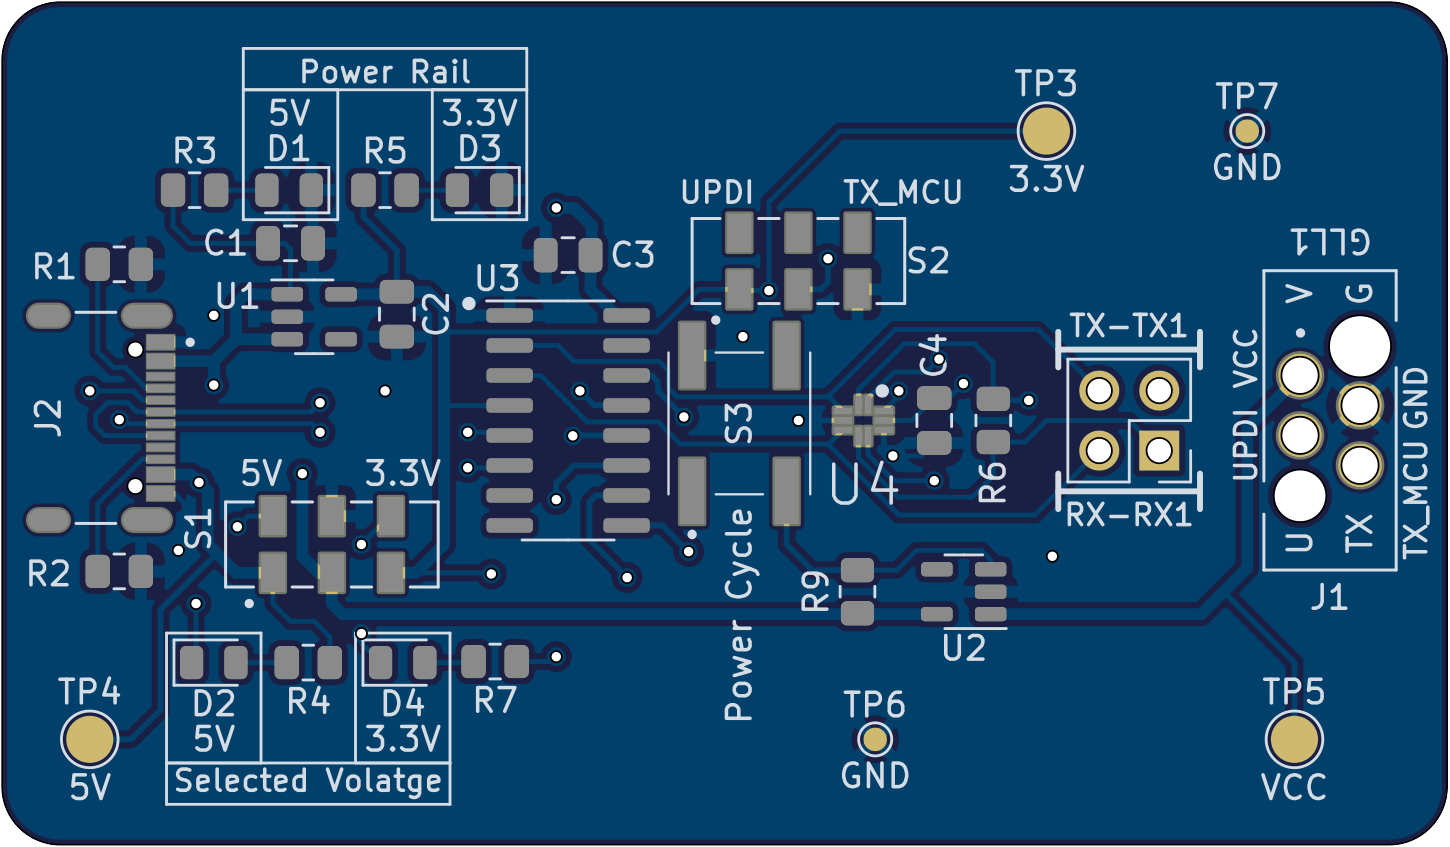 Power Rail
5V
D1
3.3V
D3
R3
R5
TP3
3.3V
TP7
GND
UPDI
TX_MCU
S2
C1
R1
U1
C2
U3
C3
GLL1
V
G
J2
C4
S3
TX-TX1
UPDI VCC
TX_MCU GND
5V
3.3V
S1
U4
R6
RX-RX1
U
TX
R2
R9
J1
Power Cycle
U2
TP4
5V
D2
5V
R4
D4
3.3V
R7
Selected Volatge
TP6
GND
TP5
VCC